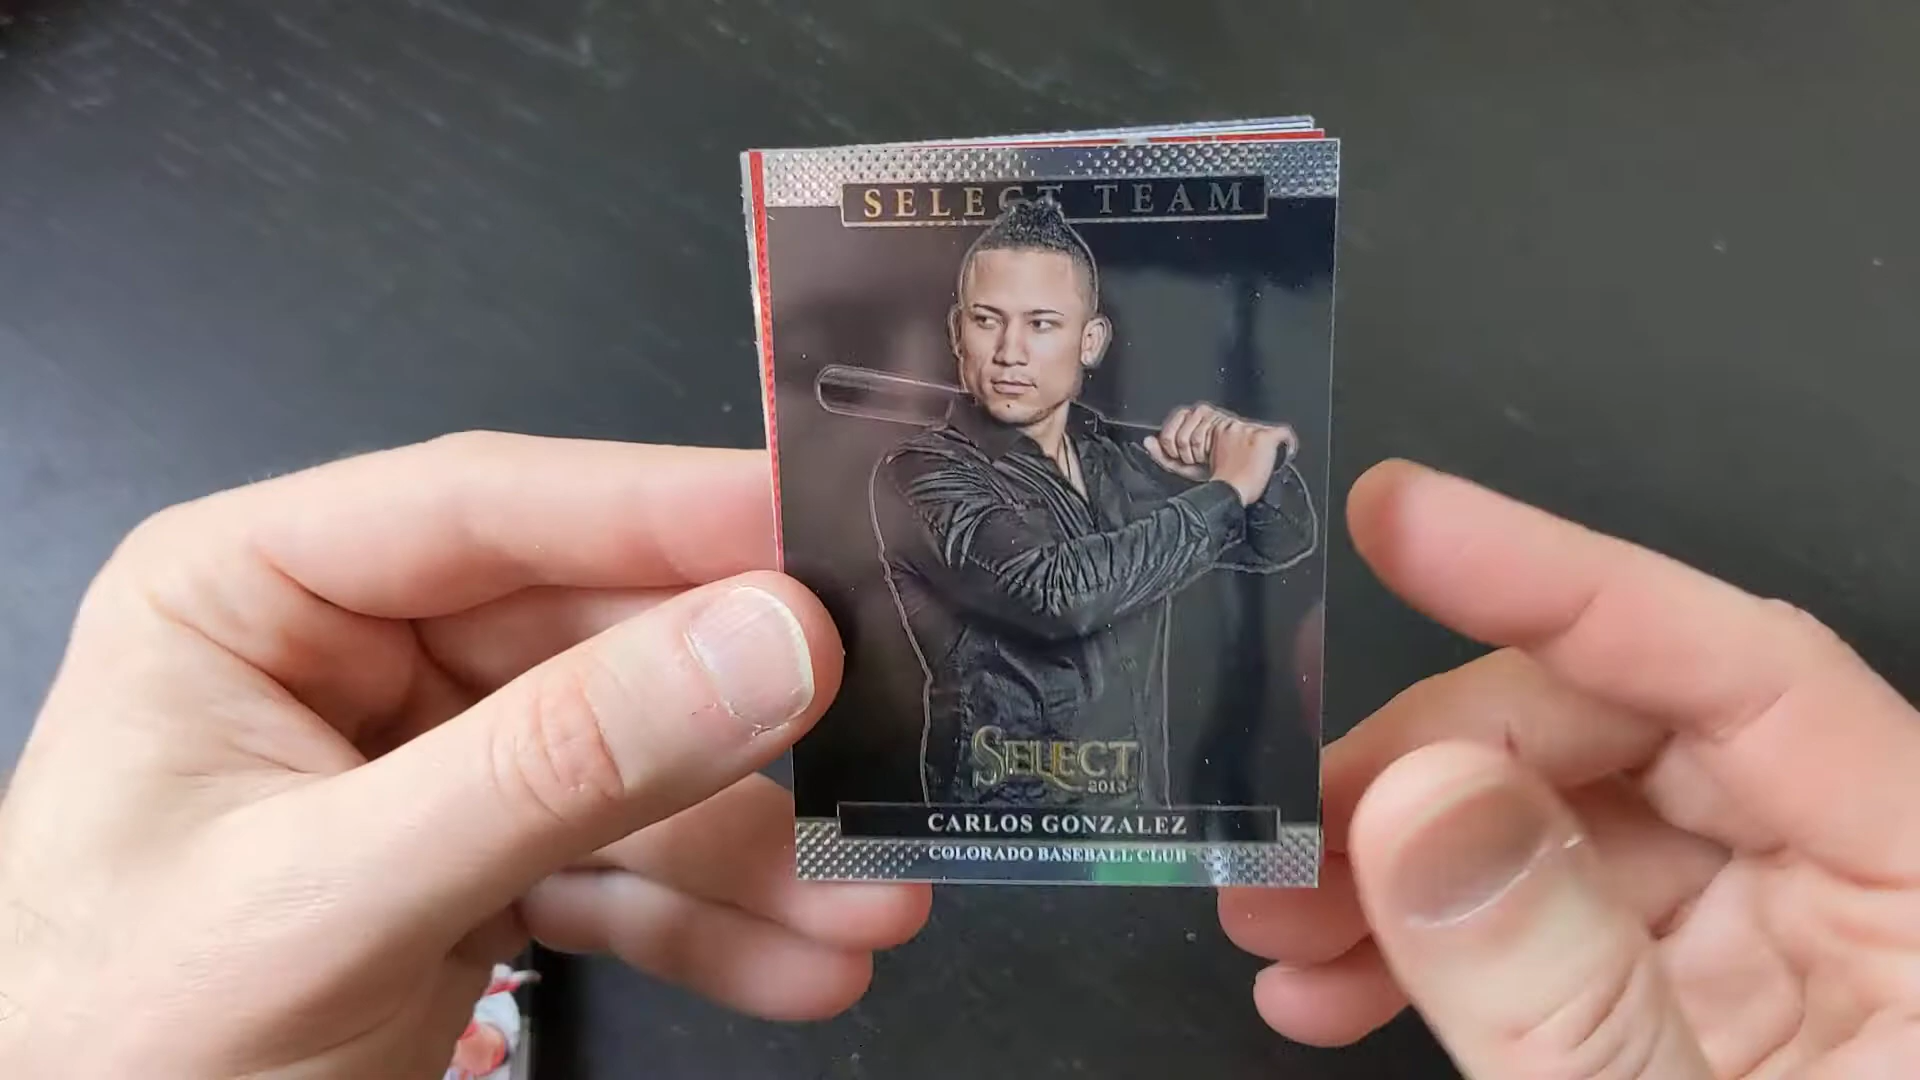 SELECT TEAM
SELECT
2013
CARLOS GONZALEZ
COLORADO BASEBALL CLUB